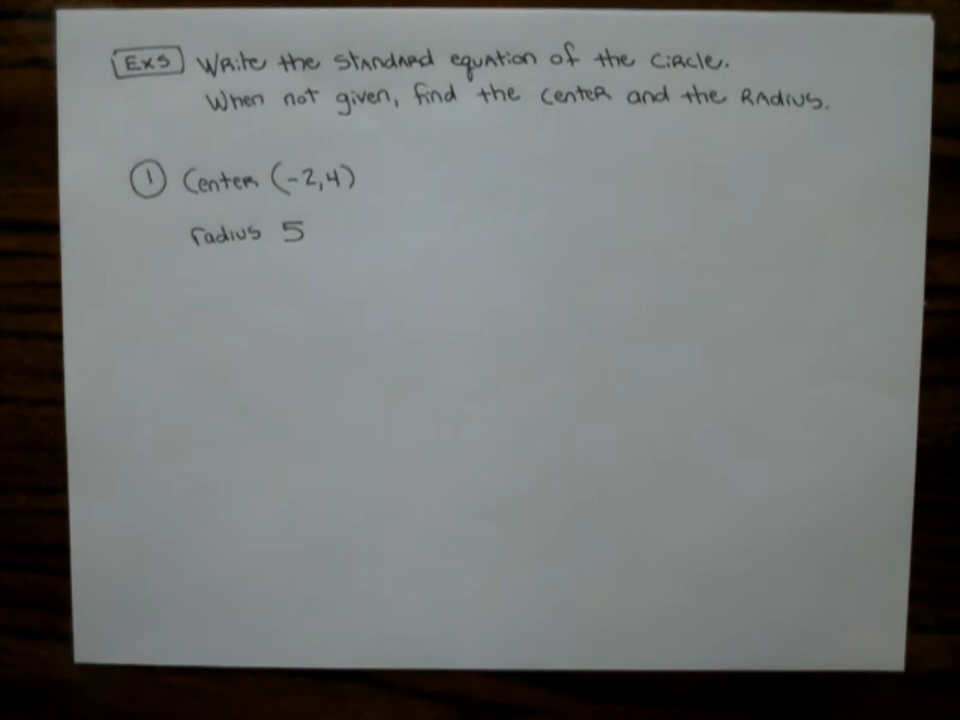 Exs Write the standard equation of the circle.
When not given, find the center and the radius.
1 Center (-2,4)
radius 5